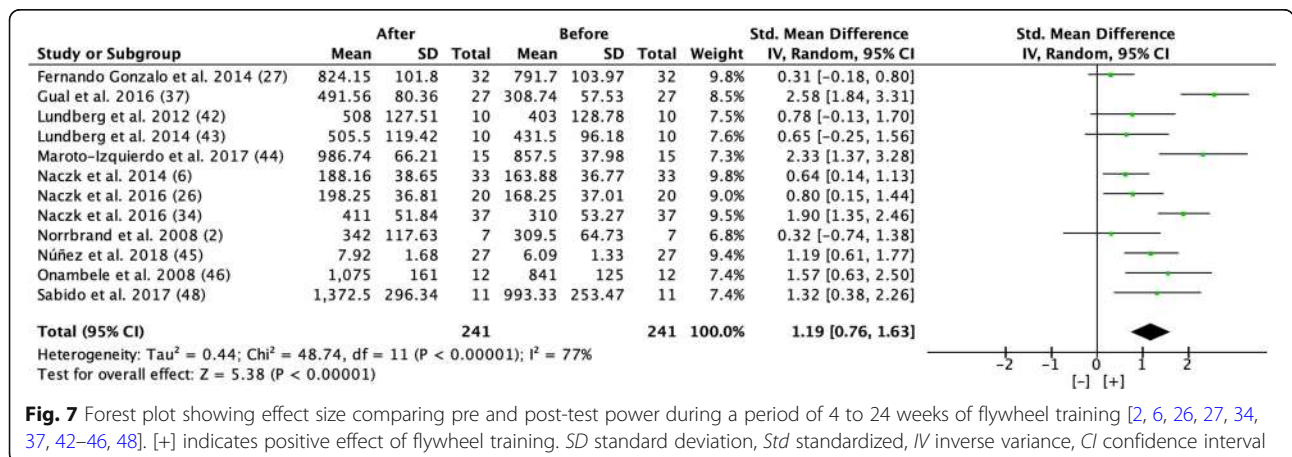 After Before Std. Mean Difference Std. Mean Difference
Study or Subgroup Mean SD Total Mean SD Total Weight IV, Random, 95% CI IV, Random, 95% CI
Fernando Gonzalo et al. 2014 (27) 824.15 101.8 32 791.7 103.97 32 9.8% 0.31 [-0.18, 0.80]
Gual et al. 2016 (37) 491.56 80.36 27 308.74 57.53 27 8.5% 2.58 [1.84, 3.31]
Lundberg et al. 2012 (42) 508 127.51 10 403 128.78 10 7.5% 0.78 [-0.13, 1.70]
Lundberg et al. 2014 (43) 505.5 119.42 10 431.5 96.18 10 7.6% 0.65 [-0.25, 1.56]
Maroto-Izquierdo et al. 2017 (44) 986.74 66.21 15 857.5 37.98 15 7.3% 2.33 [1.37, 3.28]
Naczk et al. 2014 (6) 188.16 38.65 33 163.88 36.77 33 9.8% 0.64 [0.14, 1.13]
Naczk et al. 2016 (26) 198.25 36.81 20 168.25 37.01 20 9.0% 0.80 [0.15, 1.44]
Naczk et al. 2016 (34) 411 51.84 37 310 53.27 37 9.5% 1.90 [1.35, 2.46]
Norrbrand et al. 2008 (2) 342 117.63 7 309.5 64.73 7 6.8% 0.32 [-0.74, 1.38]
Núñez et al. 2018 (45) 7.92 1.68 27 6.09 1.33 27 9.3% 1.19 [0.61, 1.77]
Onambele et al. 2008 (46) 1,075 161 12 841 125 12 7.4% 1.57 [0.63, 2.50]
Sabido et al. 2017 (48) 1,372.5 296.34 11 993.33 253.47 11 7.4% 1.32 [0.38, 2.26]
Total (95% CI) 241 241 100.0% 1.19 [0.76, 1.63]
Heterogeneity: Tau² = 0.44; Chi² = 48.74, df = 11 (P < 0.00001); I² = 77%
Test for overall effect: Z = 5.38 (P < 0.00001)
-2 -1 0 1 2
[-] [+]
Fig. 7 Forest plot showing effect size comparing pre and post-test power during a period of 4 to 24 weeks of flywheel training [2, 6, 26, 27, 34,
37, 42–46, 48]. [+] indicates positive effect of flywheel training. SD standard deviation, Std standardized, IV inverse variance, CI confidence interval